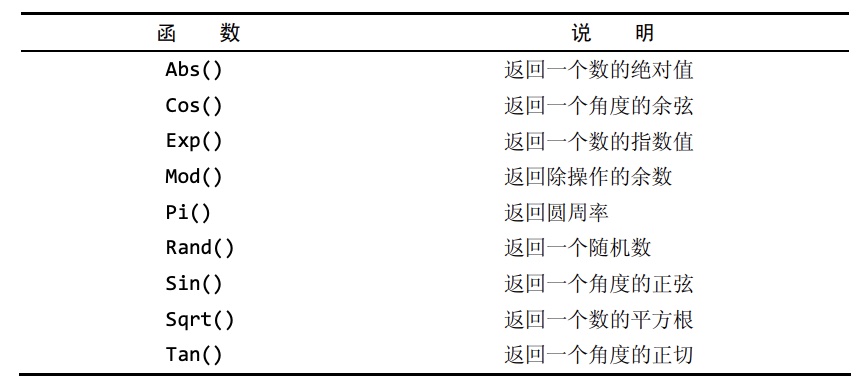 函 数 说 明
Abs() 返回一个数的绝对值
Cos() 返回一个角度的余弦
Exp() 返回一个数的指数值
Mod() 返回除操作的余数
Pi() 返回圆周率
Rand() 返回一个随机数
Sin() 返回一个角度的正弦
Sqrt() 返回一个数的平方根
Tan() 返回一个角度的正切